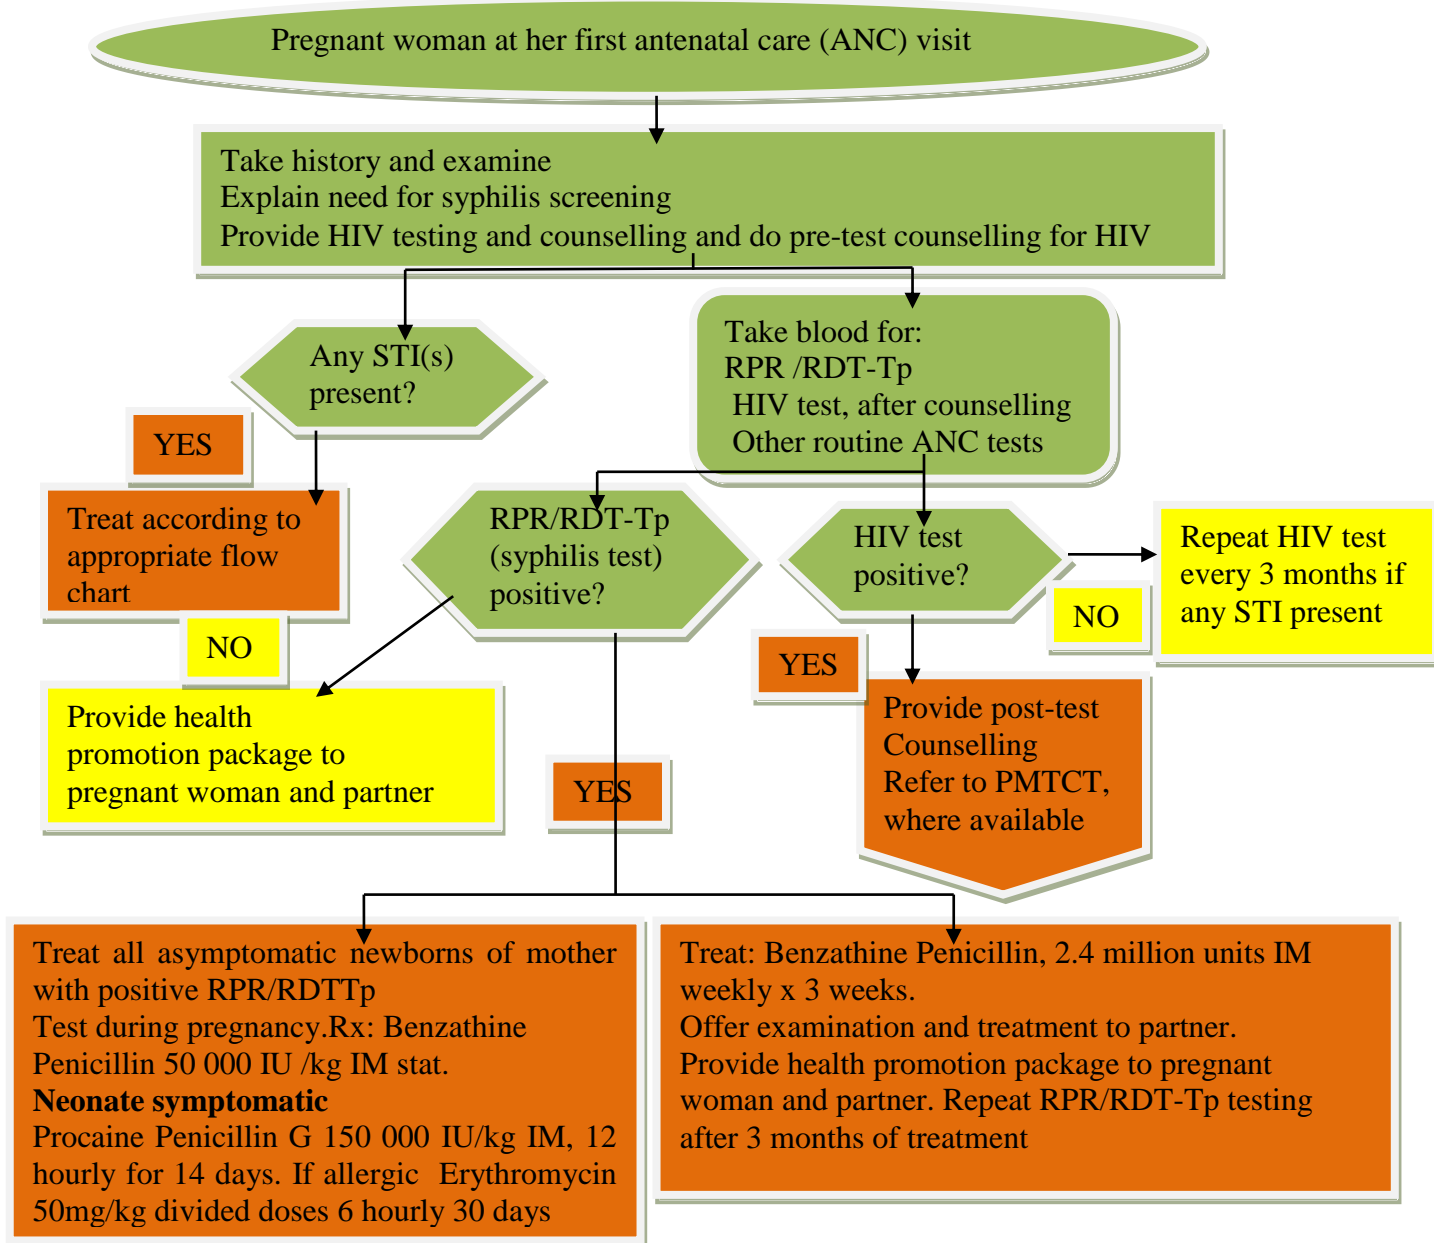 Pregnant woman at her first antenatal care (ANC) visit
Take history and examine
Explain need for syphilis screening
Provide HIV testing and counselling and do pre-test counselling for HIV
Any STI(s)
present?
Take blood for:
RPR /RDT-Tp
HIV test, after counselling
Other routine ANC tests
YES
Treat according to
appropriate flow
chart
RPR/RDT-Tp
(syphilis test)
positive?
HIV test
positive?
Repeat HIV test
every 3 months if
any STI present
NO
NO
YES
Provide health
promotion package to
pregnant woman and partner
YES
Provide post-test
Counselling
Refer to PMTCT,
where available
Treat all asymptomatic newborns of mother
with positive RPR/RDTTp
Test during pregnancy.Rx: Benzathine
Penicillin 50 000 IU /kg IM stat.
Neonate symptomatic
Procaine Penicillin G 150 000 IU/kg IM, 12
hourly for 14 days. If allergic Erythromycin
50mg/kg divided doses 6 hourly 30 days
Treat: Benzathine Penicillin, 2.4 million units IM
weekly x 3 weeks.
Offer examination and treatment to partner.
Provide health promotion package to pregnant
woman and partner. Repeat RPR/RDT-Tp testing
after 3 months of treatment